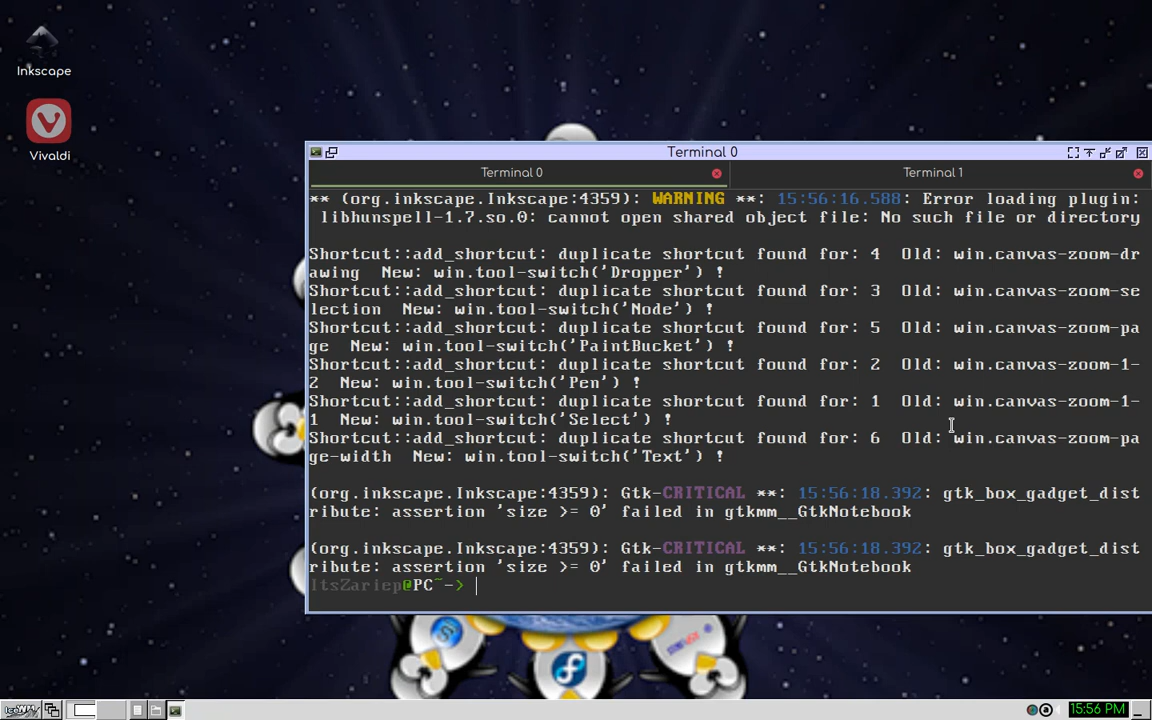 Inkscape
Vivaldi
Terminal 0
Terminal 0
Terminal 1
** (org.inkscape.Inkscape:4359): WARNING **: 15:56:16.588: Error loading plugin:
libhunspell-1.7.so.0: cannot open shared object file: No such file or directory
Shortcut::add_shortcut: duplicate shortcut found for: 4  Old: win.canvas-zoom-dr
awing  New: win.tool-switch('Dropper') !
Shortcut::add_shortcut: duplicate shortcut found for: 3  Old: win.canvas-zoom-se
lection  New: win.tool-switch('Node') !
Shortcut::add_shortcut: duplicate shortcut found for: 5  Old: win.canvas-zoom-pa
ge  New: win.tool-switch('PaintBucket') !
Shortcut::add_shortcut: duplicate shortcut found for: 2  Old: win.canvas-zoom-1-
2  New: win.tool-switch('Pen') !
Shortcut::add_shortcut: duplicate shortcut found for: 1  Old: win.canvas-zoom-1-
1  New: win.tool-switch('Select') !
Shortcut::add_shortcut: duplicate shortcut found for: 6  Old: win.canvas-zoom-pa
ge-width  New: win.tool-switch('Text') !
(org.inkscape.Inkscape:4359): Gtk-CRITICAL **: 15:56:18.392: gtk_box_gadget_dist
ribute: assertion 'size >= 0' failed in gtkmm__GtkNotebook
(org.inkscape.Inkscape:4359): Gtk-CRITICAL **: 15:56:18.392: gtk_box_gadget_dist
ribute: assertion 'size >= 0' failed in gtkmm__GtkNotebook
ltsZariep@PC~->
IceWM
15:56 PM